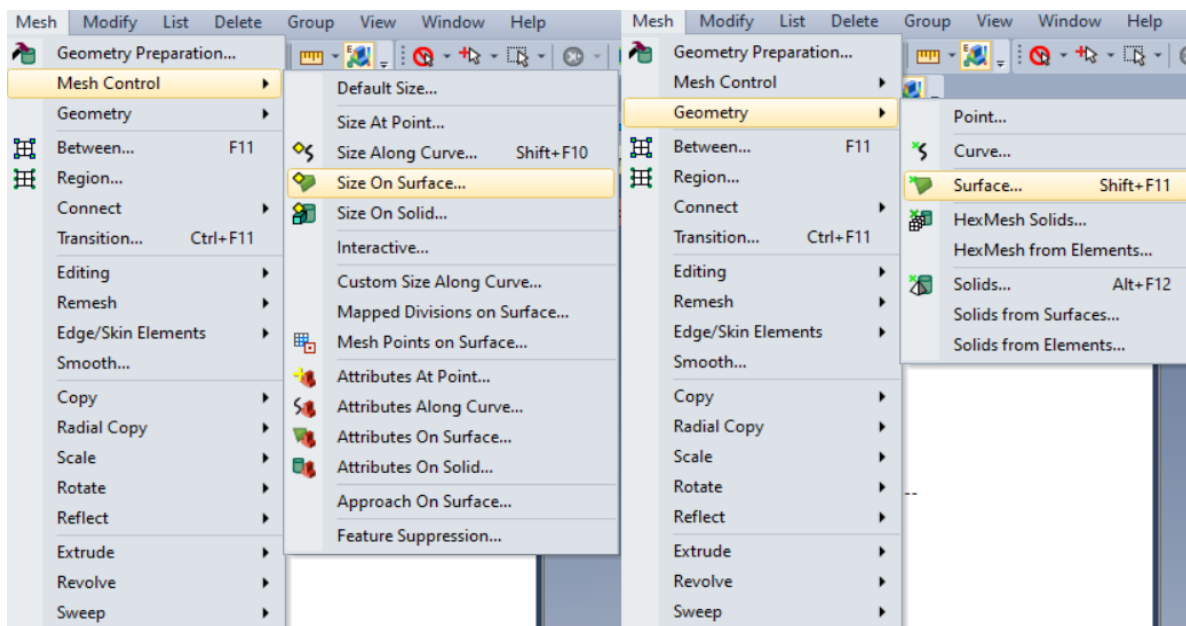 Mesh Modify List Delete Group View Window Help
Geometry Preparation...
Mesh Control
Geometry
Between... F11
Region...
Connect
Transition... Ctrl+F11
Editing
Remesh
Edge/Skin Elements
Smooth...
Copy
Radial Copy
Scale
Rotate
Reflect
Extrude
Revolve
Sweep
Default Size...
Size At Point...
Size Along Curve... Shift+F10
Size On Surface...
Size On Solid...
Interactive...
Custom Size Along Curve...
Mapped Divisions on Surface...
Mesh Points on Surface...
Attributes At Point...
Attributes Along Curve...
Attributes On Surface...
Attributes On Solid...
Approach On Surface...
Feature Suppression...
Mesh Modify List Delete Group View Window Help
Geometry Preparation...
Mesh Control
Geometry
Between... F11
Region...
Connect
Transition... Ctrl+F11
Editing
Remesh
Edge/Skin Elements
Smooth...
Copy
Radial Copy
Scale
Rotate
Reflect
Extrude
Revolve
Sweep
Point...
Curve...
Surface... Shift+F11
HexMesh Solids...
HexMesh from Elements...
Solids... Alt+F12
Solids from Surfaces...
Solids from Elements...
--